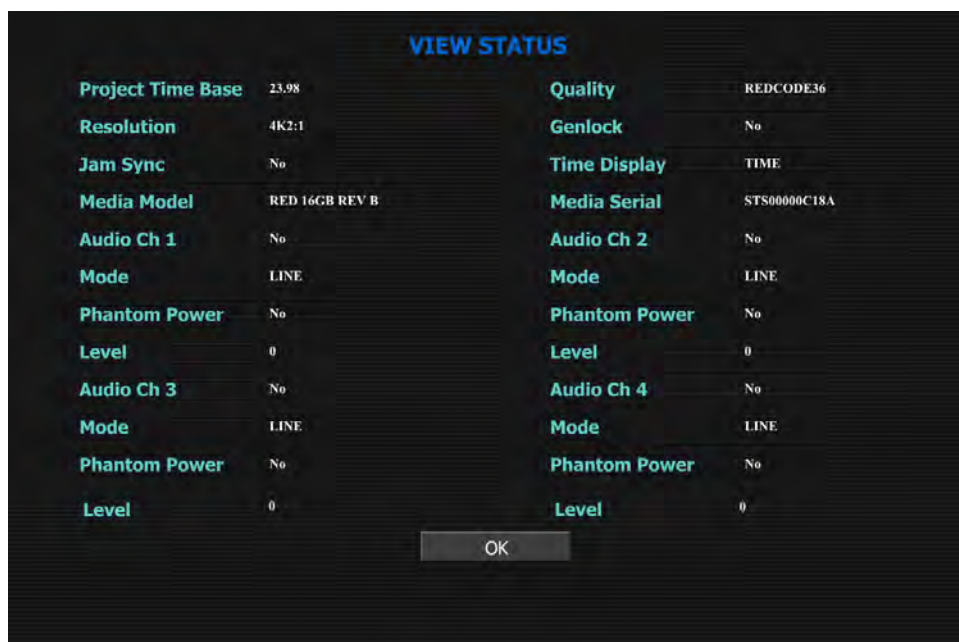 VIEW STATUS
Project Time Base 23.98 Quality REDCODE36
Resolution 4K2:1 Genlock No
Jam Sync No Time Display TIME
Media Model RED 16GB REV B Media Serial STS00000C18A
Audio Ch 1 No Audio Ch 2 No
Mode LINE Mode LINE
Phantom Power No Phantom Power No
Level 0 Level 0
Audio Ch 3 No Audio Ch 4 No
Mode LINE Mode LINE
Phantom Power No Phantom Power No
Level 0 Level 0
OK